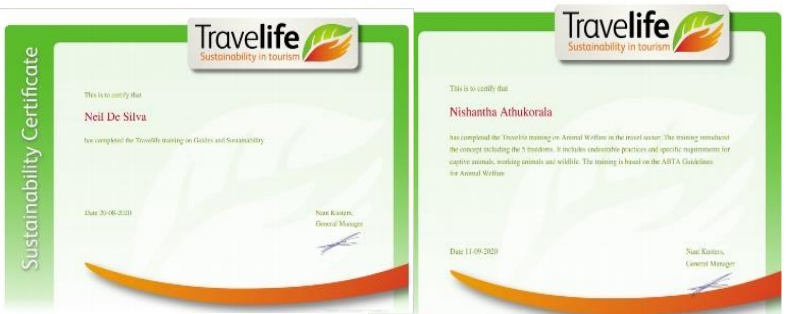 Sustainability Certificate
Travelife
Sustainability in tourism
This is to certify that
Neil De Silva
has completed the Travelife training on Guides and Sustainability
Date 20-08-2020
Naut Kusters,
General Manager
Travelife
Sustainability in tourism
This is to certify that
Nishantha Athukorala
has completed the Travelife training on Animal Welfare in the travel sector. The training introduced
the concept including the 5 freedoms. It includes undesirable practices and specific requirements for
captive animals, working animals and wildlife. The training is based on the ABTA Guidelines
for Animal Welfare
Date 11-09-2020
Naut Kusters,
General Manager